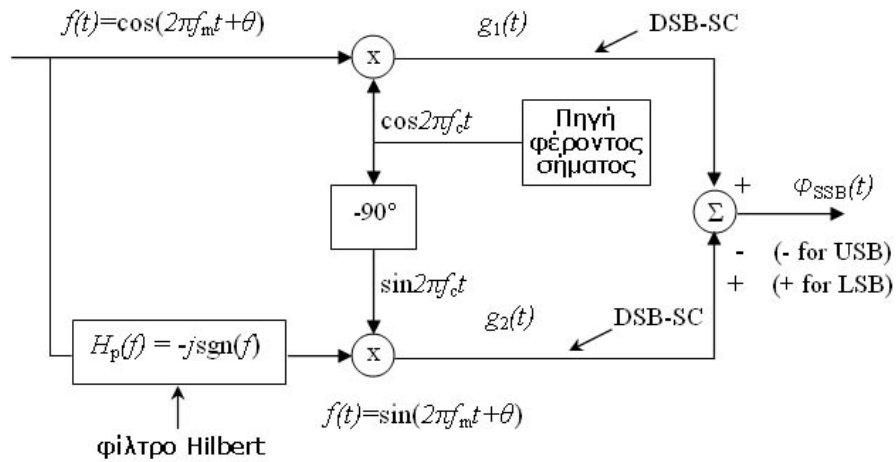 f(t)=cos(2πfmt+θ)
g1(t)
DSB-SC
x
cos2πfct
Πηγή
φέροντος
σήματος
-90°
+
φSSB(t)
Σ
- (- for USB)
+ (+ for LSB)
sin2πfct
g2(t)
DSB-SC
Hp(f) = -jsgn(f)
x
f(t)=sin(2πfmt+θ)
φίλτρο Hilbert